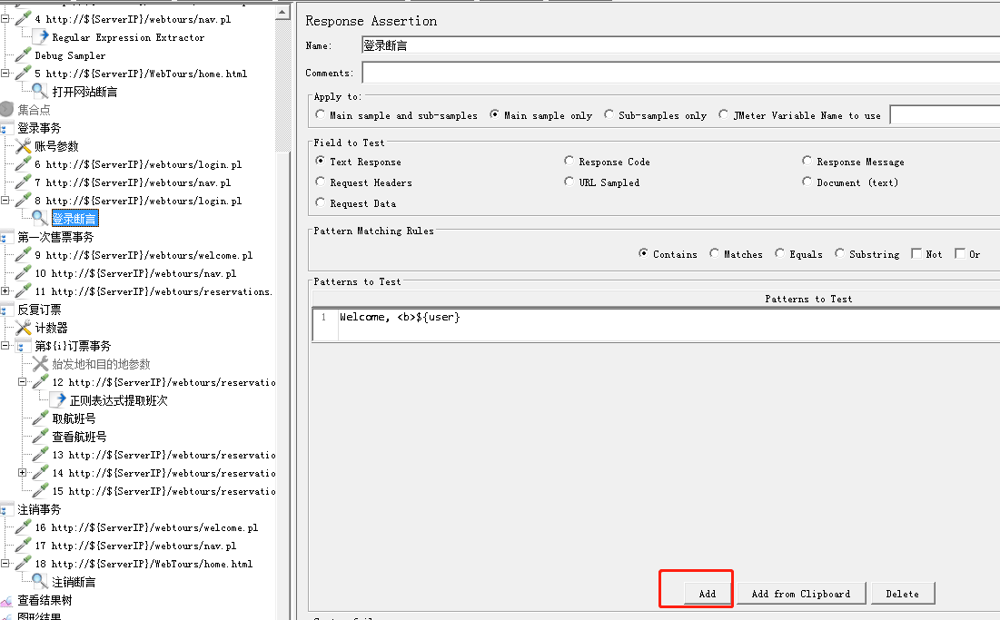 4 http://${ServerIP}/webtours/nav.pl
Regular Expression Extractor
Debug Sampler
5 http://${ServerIP}/WebTours/home.html
打开网站断言
集合点
登录事务
账号参数
6 http://${ServerIP}/webtours/login.pl
7 http://${ServerIP}/webtours/nav.pl
8 http://${ServerIP}/webtours/login.pl
登录断言
第一次售票事务
9 http://${ServerIP}/webtours/welcome.pl
10 http://${ServerIP}/webtours/nav.pl
11 http://${ServerIP}/webtours/reservations.
反复订票
计数器
第${i}订票事务
始发地和目的地参数
12 http://${ServerIP}/webtours/reservatio
正则表达式提取班次
取航班号
查看航班号
13 http://${ServerIP}/webtours/reservatio
14 http://${ServerIP}/webtours/reservatio
15 http://${ServerIP}/webtours/reservatio
注销事务
16 http://${ServerIP}/webtours/welcome.pl
17 http://${ServerIP}/webtours/nav.pl
18 http://${ServerIP}/WebTours/home.html
注销断言
查看结果树
图形结果
Response Assertion
Name: 登录断言
Comments:
Apply to:
Main sample and sub-samples Main sample only Sub-samples only JMeter Variable Name to use
Field to Test
Text Response Response Code Response Message
Request Headers URL Sampled Document (text)
Request Data
Pattern Matching Rules
Contains Matches Equals Substring Not Or
Patterns to Test
Patterns to Test
1 Welcome, <b>${user}
Add Add from Clipboard Delete